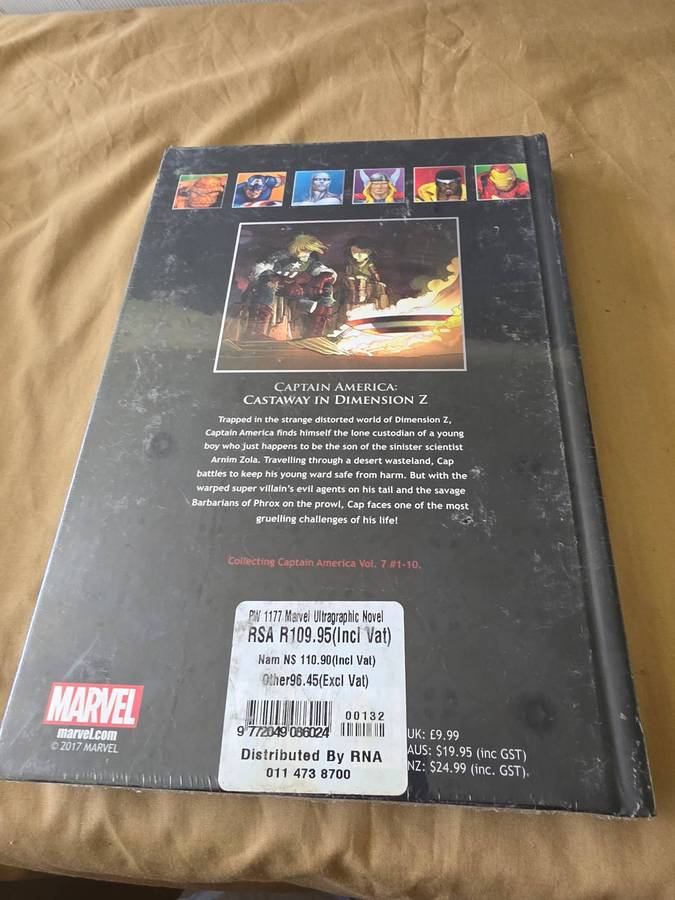 CAPTAIN AMERICA:
CASTAWAY IN DIMENSION Z
Trapped in the strange distorted world of Dimension Z,
Captain America finds himself the lone custodian of a young
boy who just happens to be the son of the sinister scientist
Arnim Zola. Travelling through a desert wasteland, Cap
battles to keep his young ward safe from harm. But with the
warped super villain's evil agents on his tail and the savage
Barbarians of Phrox on the prowl, Cap faces one of the most
gruelling challenges of his life!
Collecting Captain America Vol. 7 #1-10.
PW 1177 Marvel Ultragraphic Novel
RSA R109.95(Incl Vat)
Nam N$ 110.90(Incl Vat)
Other96.45(Excl Vat)
00132
9 772049 086024
Distributed By RNA
011 473 8700
MARVEL
marvel.com
© 2017 MARVEL
UK: £9.99
AUS: $19.95 (inc GST)
NZ: $24.99 (inc. GST).